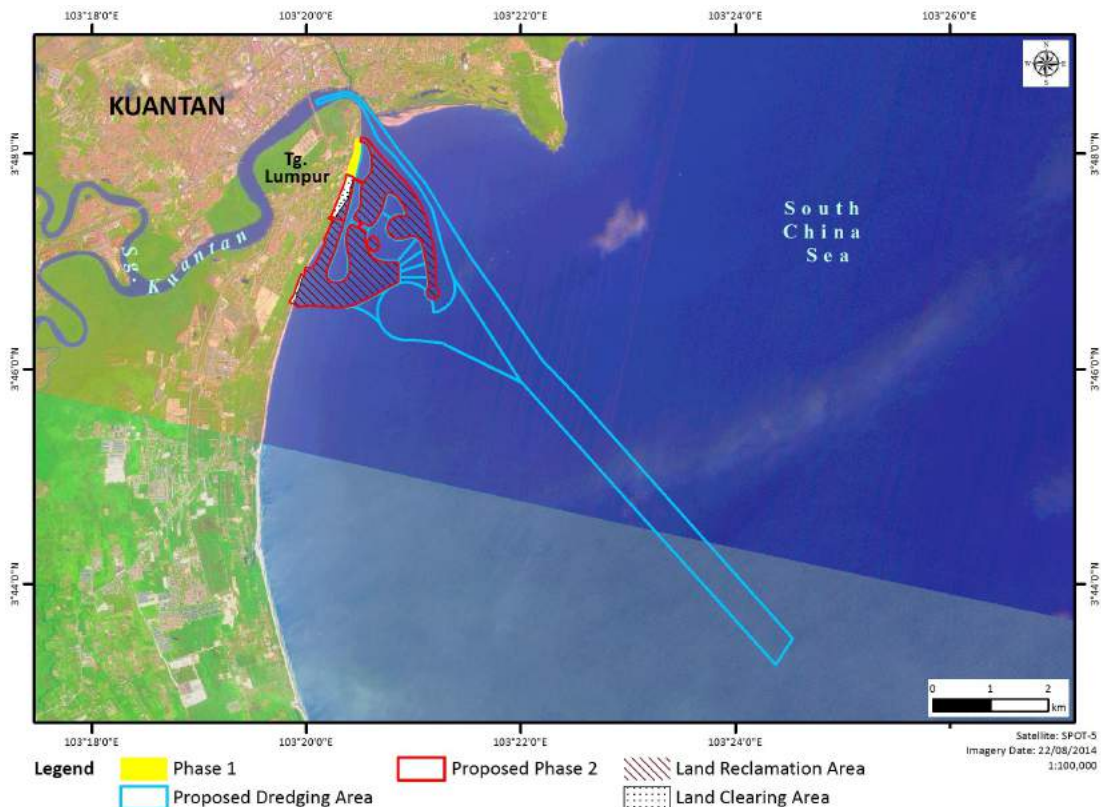 103°18'0"E 103°20'0"E 103°22'0"E 103°24'0"E 103°26'0"E
N
W E
S
KUANTAN
3°48'0"N 3°48'0"N
Tg.
Lumpur
South
China
Sea
Sg. Kuantan
3°46'0"N 3°46'0"N
3°44'0"N 3°44'0"N
0 1 2
km
103°18'0"E 103°20'0"E 103°22'0"E 103°24'0"E 103°26'0"E
Satellite: SPOT-5
Imagery Date: 22/08/2014
1:100,000
Legend Phase 1 Proposed Phase 2 Land Reclamation Area
Proposed Dredging Area Land Clearing Area